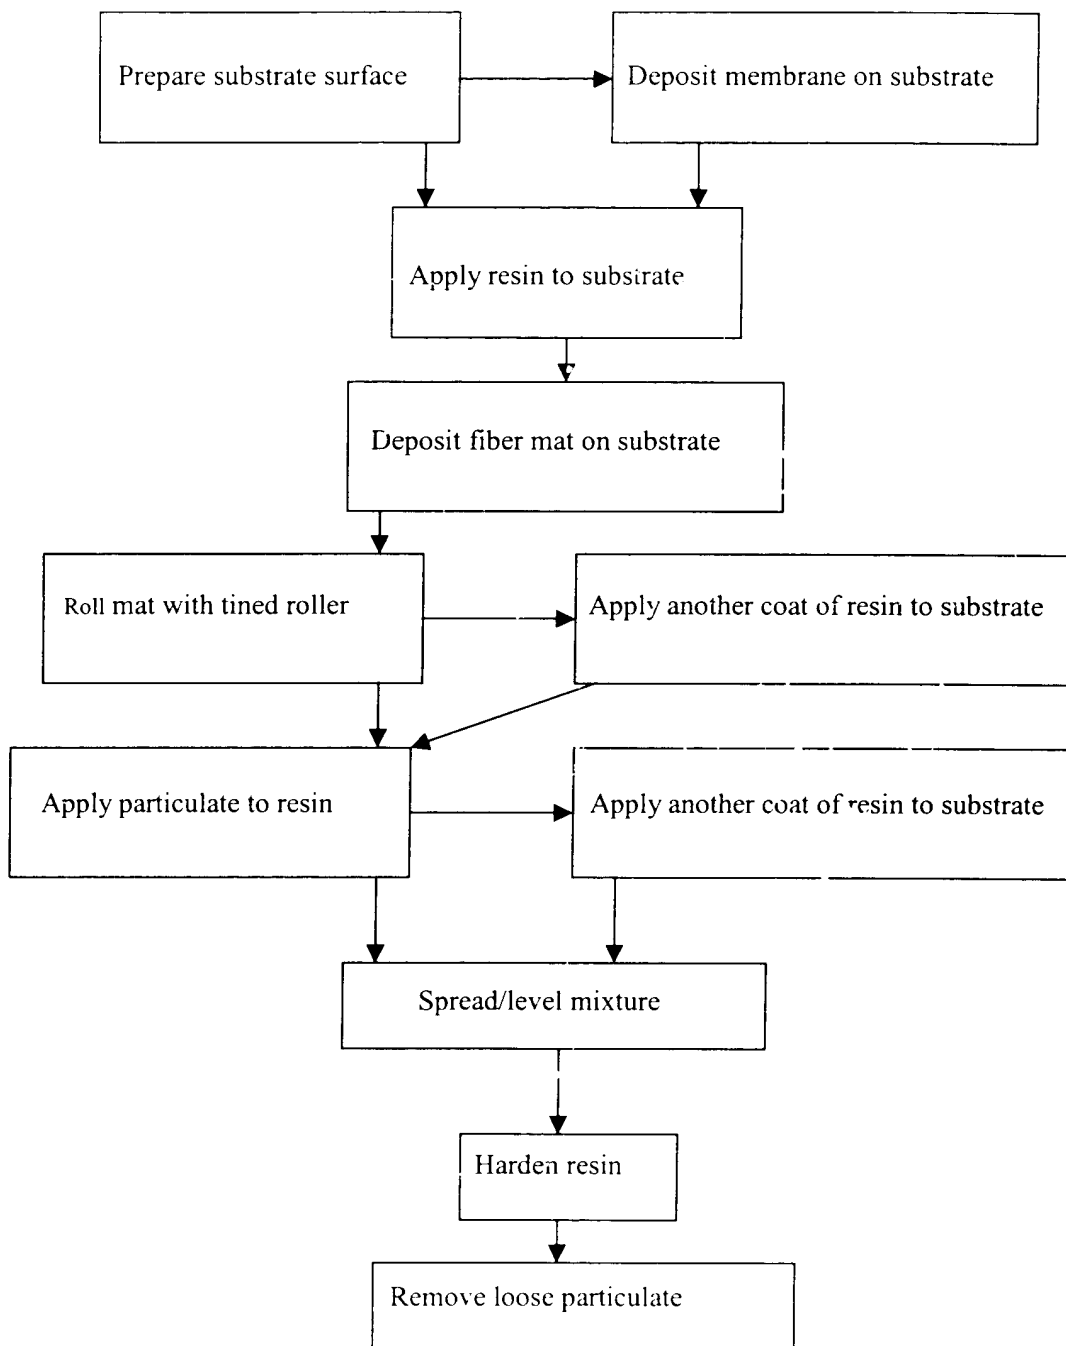 Prepare substrate surface
Deposit membrane on substrate
Apply resin to substrate
Deposit fiber mat on substrate
Roll mat with tined roller
Apply another coat of resin to substrate
Apply particulate to resin
Apply another coat of resin to substrate
Spread/level mixture
Harden resin
Remove loose particulate